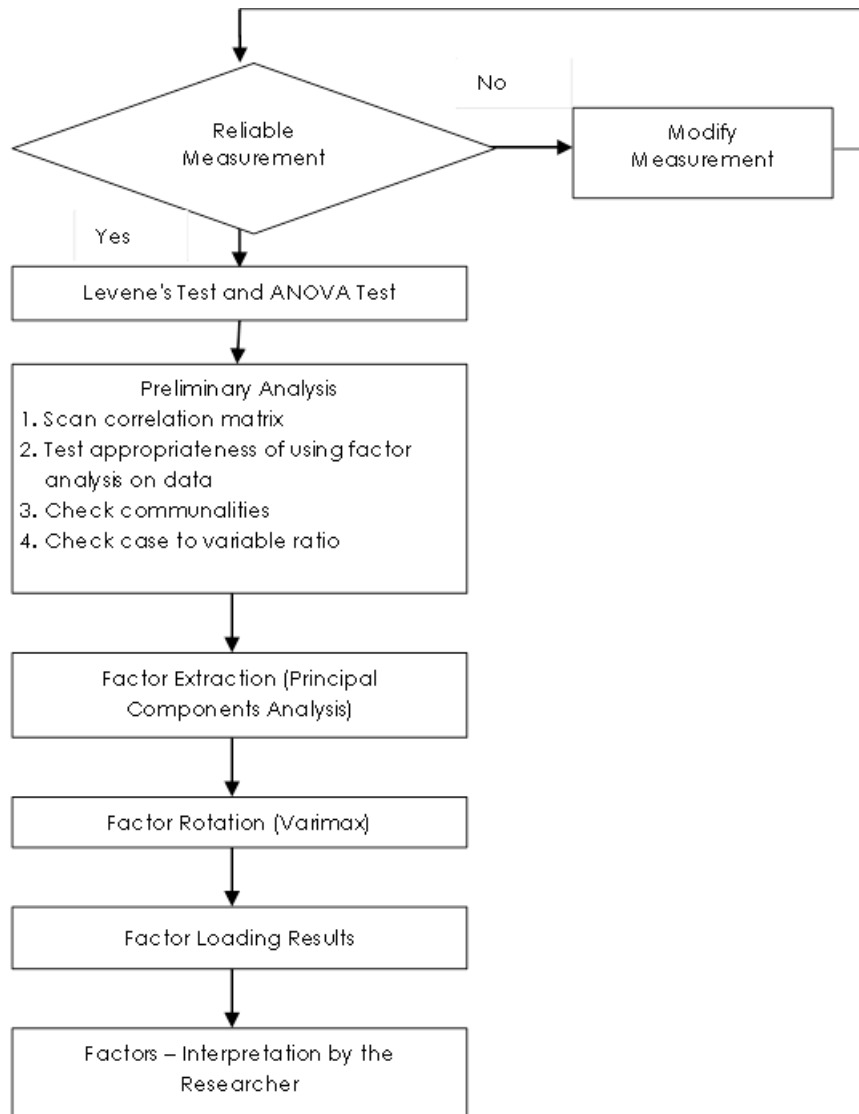 No
Reliable
Measurement
Modify
Measurement
Yes
Levene's Test and ANOVA Test
Preliminary Analysis
1. Scan correlation matrix
2. Test appropriateness of using factor
analysis on data
3. Check communalities
4. Check case to variable ratio
Factor Extraction (Principal
Components Analysis)
Factor Rotation (Varimax)
Factor Loading Results
Factors – Interpretation by the
Researcher